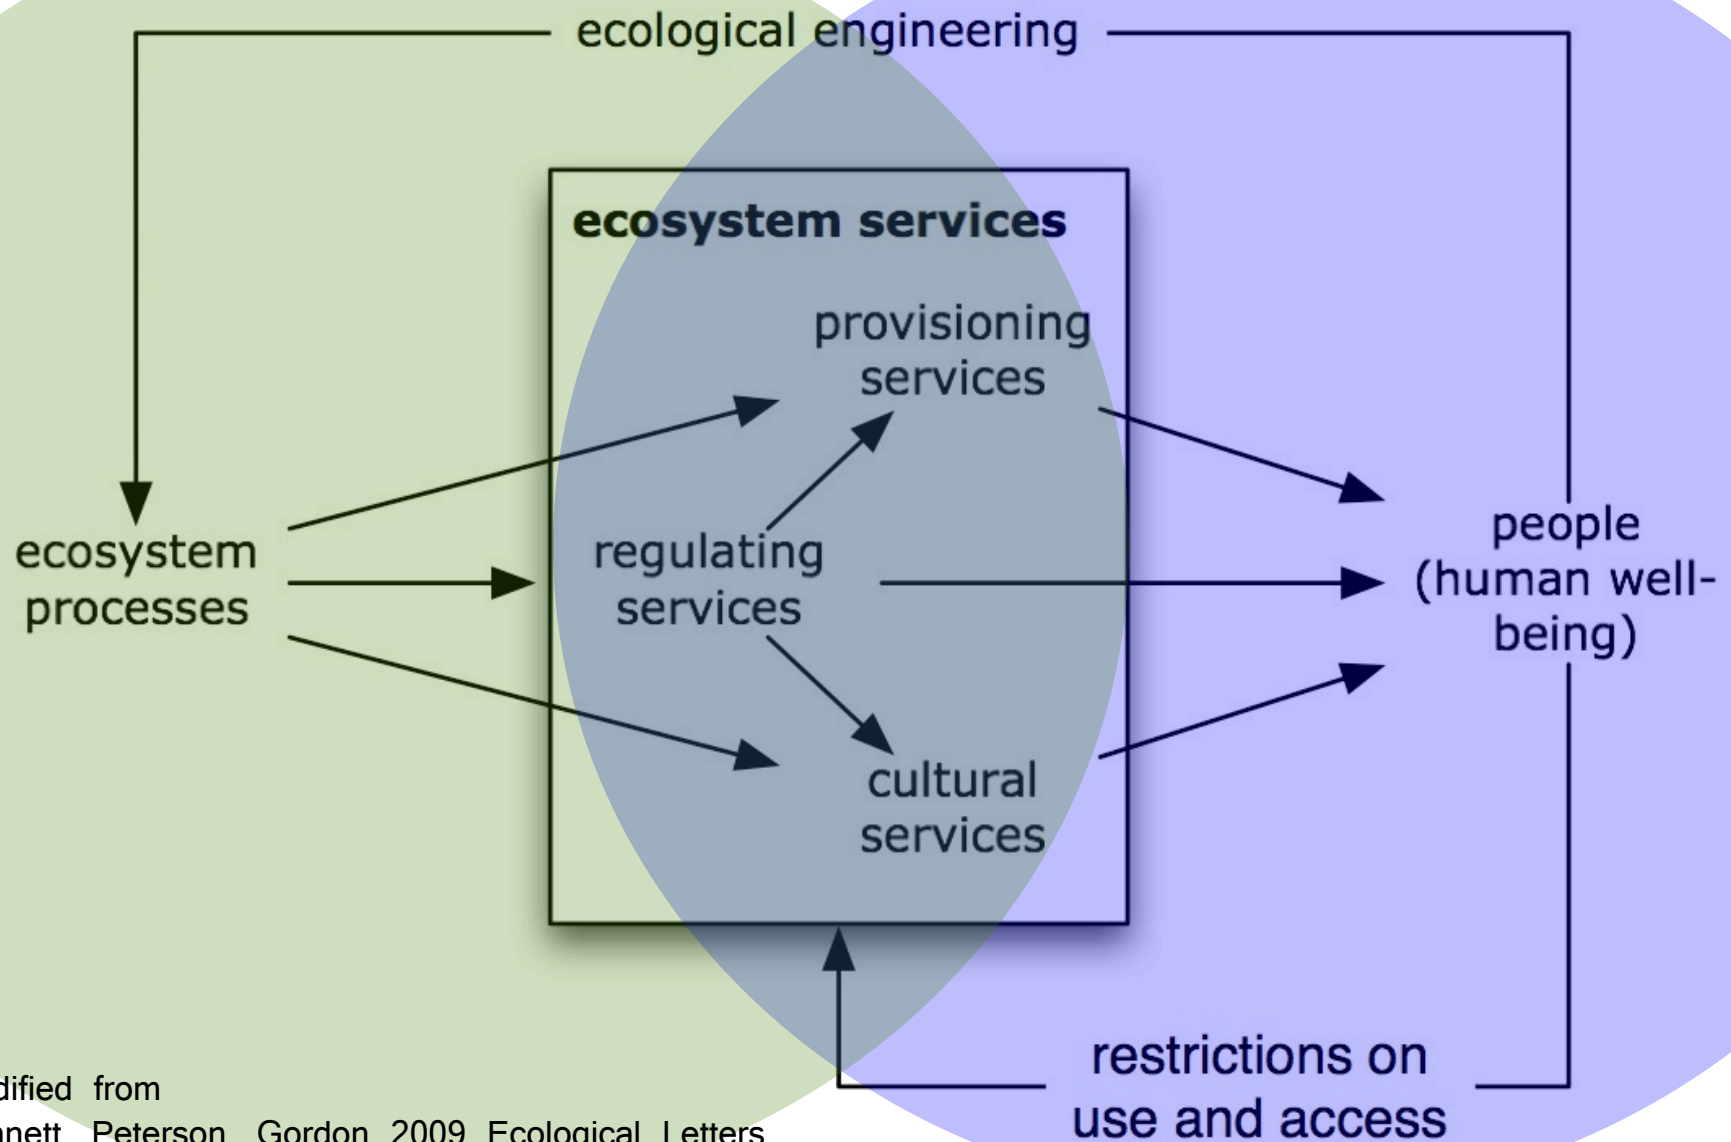 ecological engineering
ecosystem services
provisioning
services
ecosystem
processes
regulating
services
people
(human well-
being)
cultural
services
restrictions on
use and access
dified from
nnett, Peterson, Gordon 2009 Ecological Letters